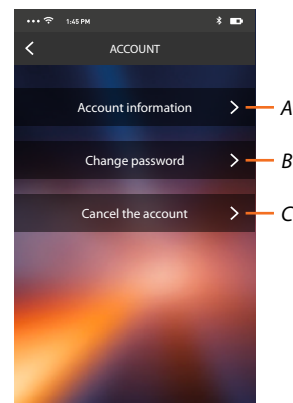 1:45 PM
ACCOUNT
Account information A
Change password B
Cancel the account C